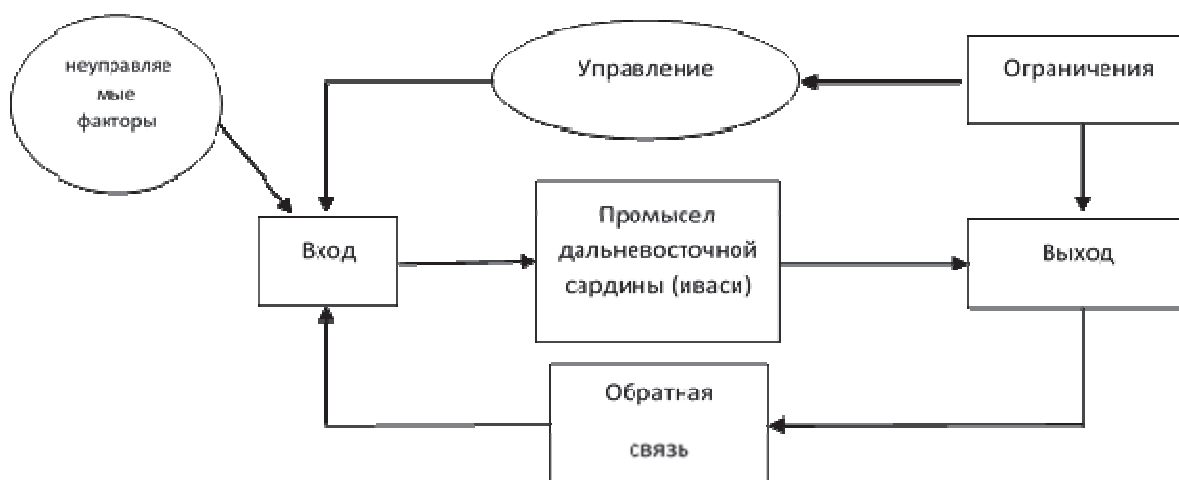 неуправляе
мые
факторы
Управление
Ограничения
Вход
Промысел
дальневосточной
сардины (иваси)
Выход
Обратная
связь